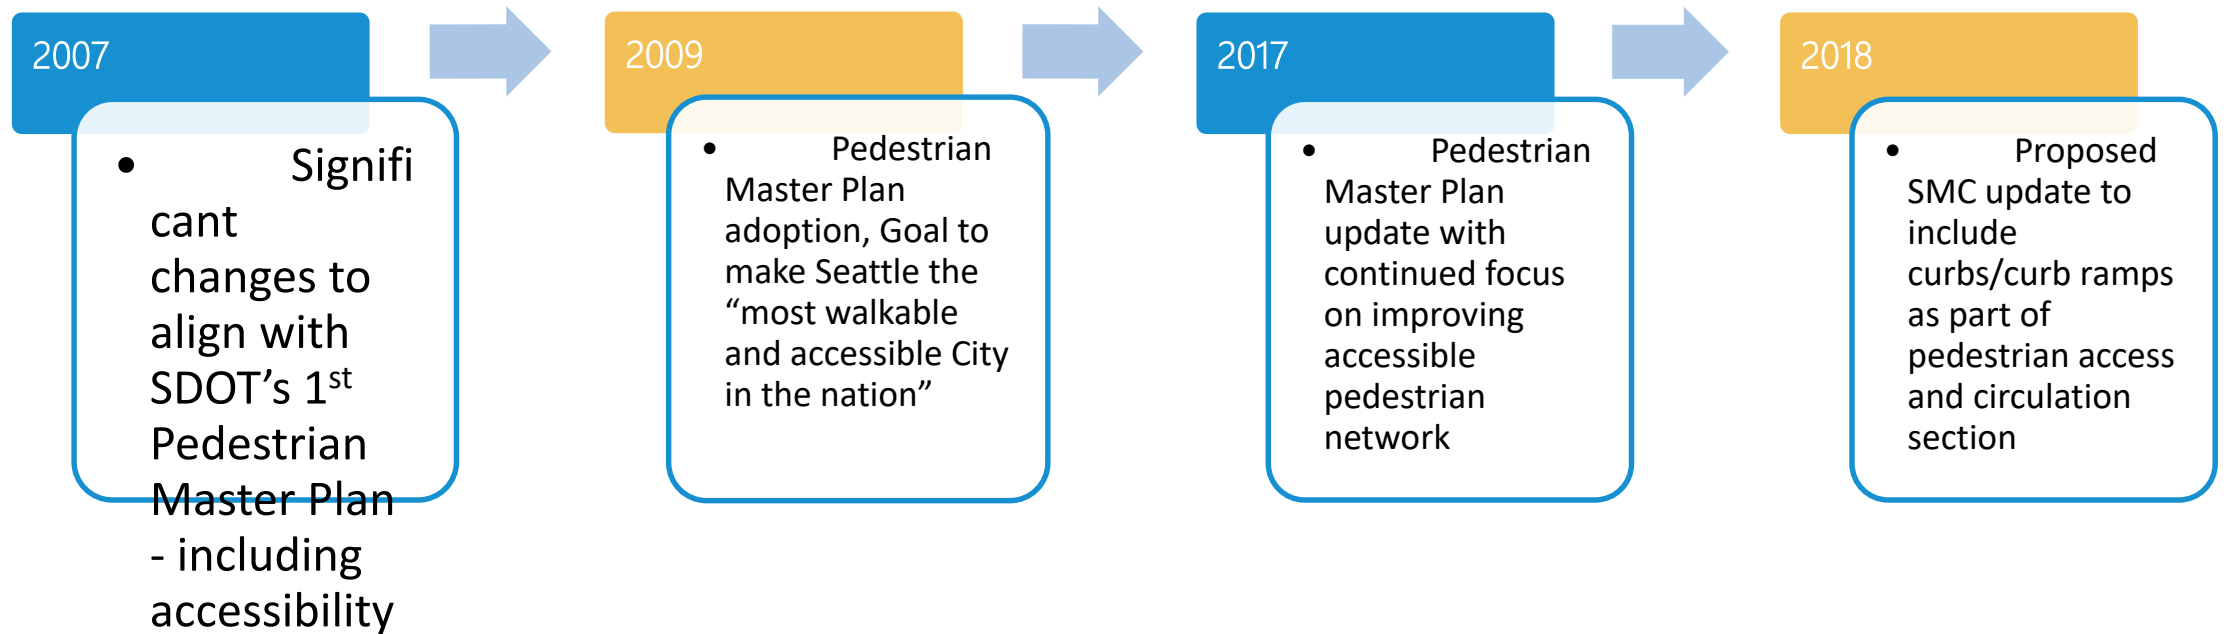 2007
• Signifi
cant
changes to
align with
SDOT’s 1st
Pedestrian
Master Plan
- including
accessibility
2009
• Pedestrian
Master Plan
adoption, Goal to
make Seattle the
“most walkable
and accessible City
in the nation”
2017
• Pedestrian
Master Plan
update with
continued focus
on improving
accessible
pedestrian
network
2018
• Proposed
SMC update to
include
curbs/curb ramps
as part of
pedestrian access
and circulation
section